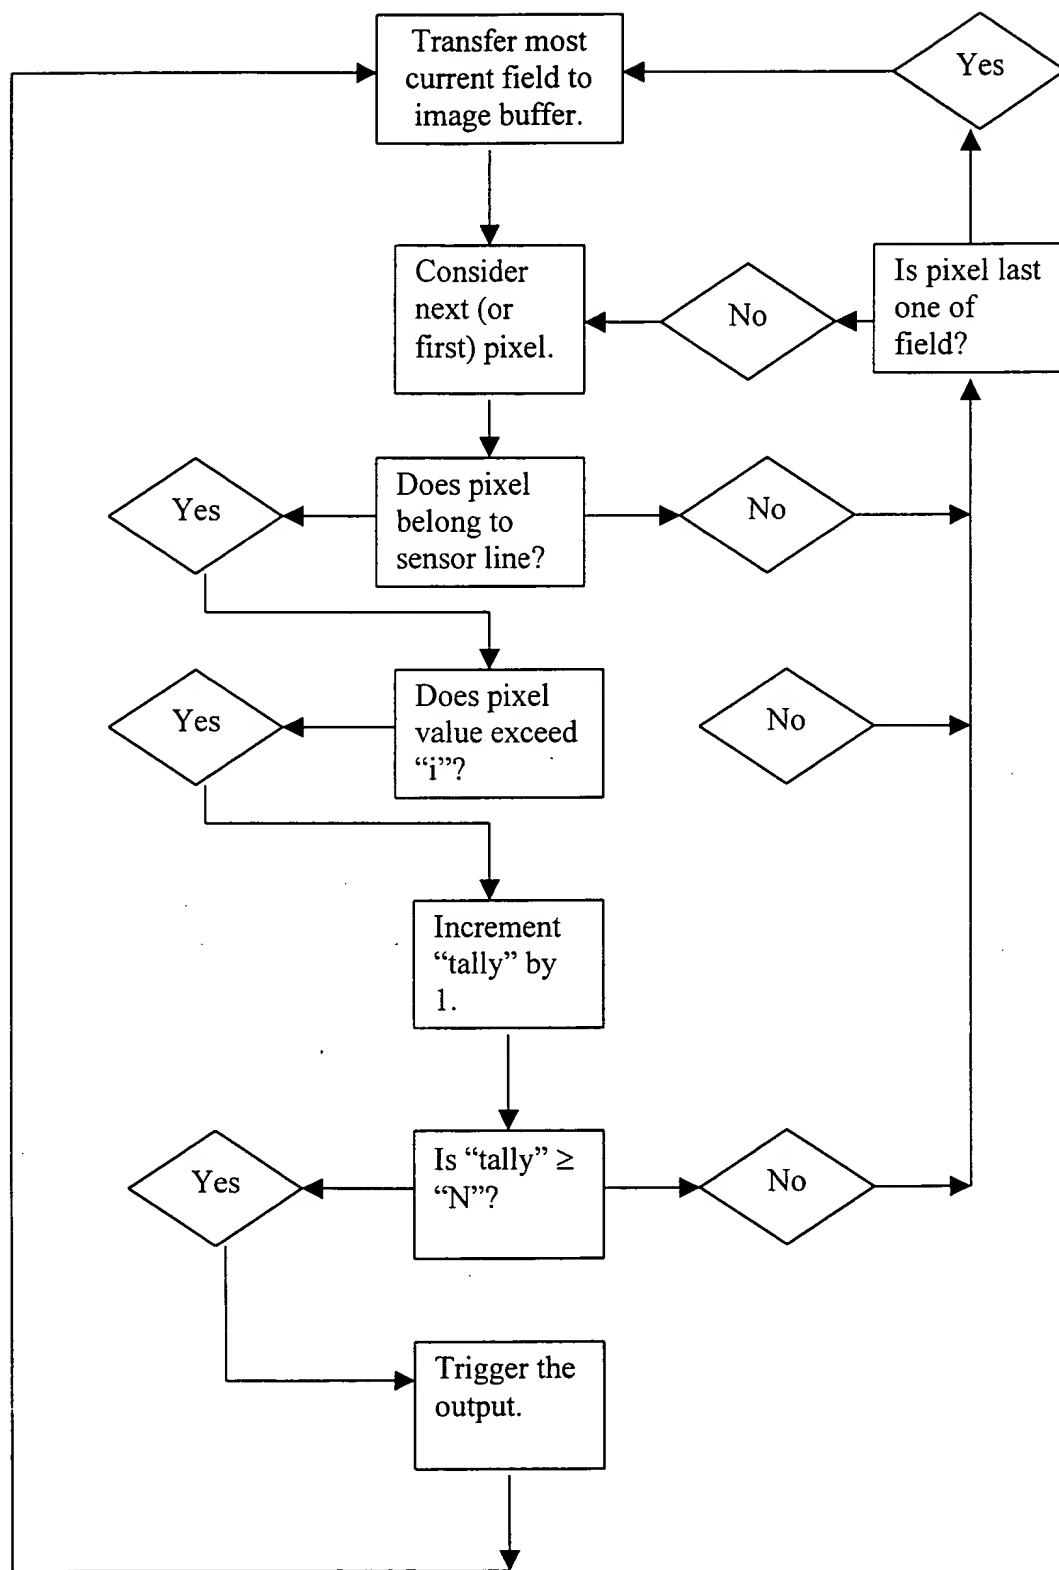 Transfer most
current field to
image buffer.
Yes
Consider
next (or
first) pixel.
No
Is pixel last
one of
field?
Yes
Does pixel
belong to
sensor line?
No
Yes
Does pixel
value exceed
“i”?
No
Increment
“tally” by
1.
Yes
Is “tally” ≥
“N”?
No
Trigger the
output.